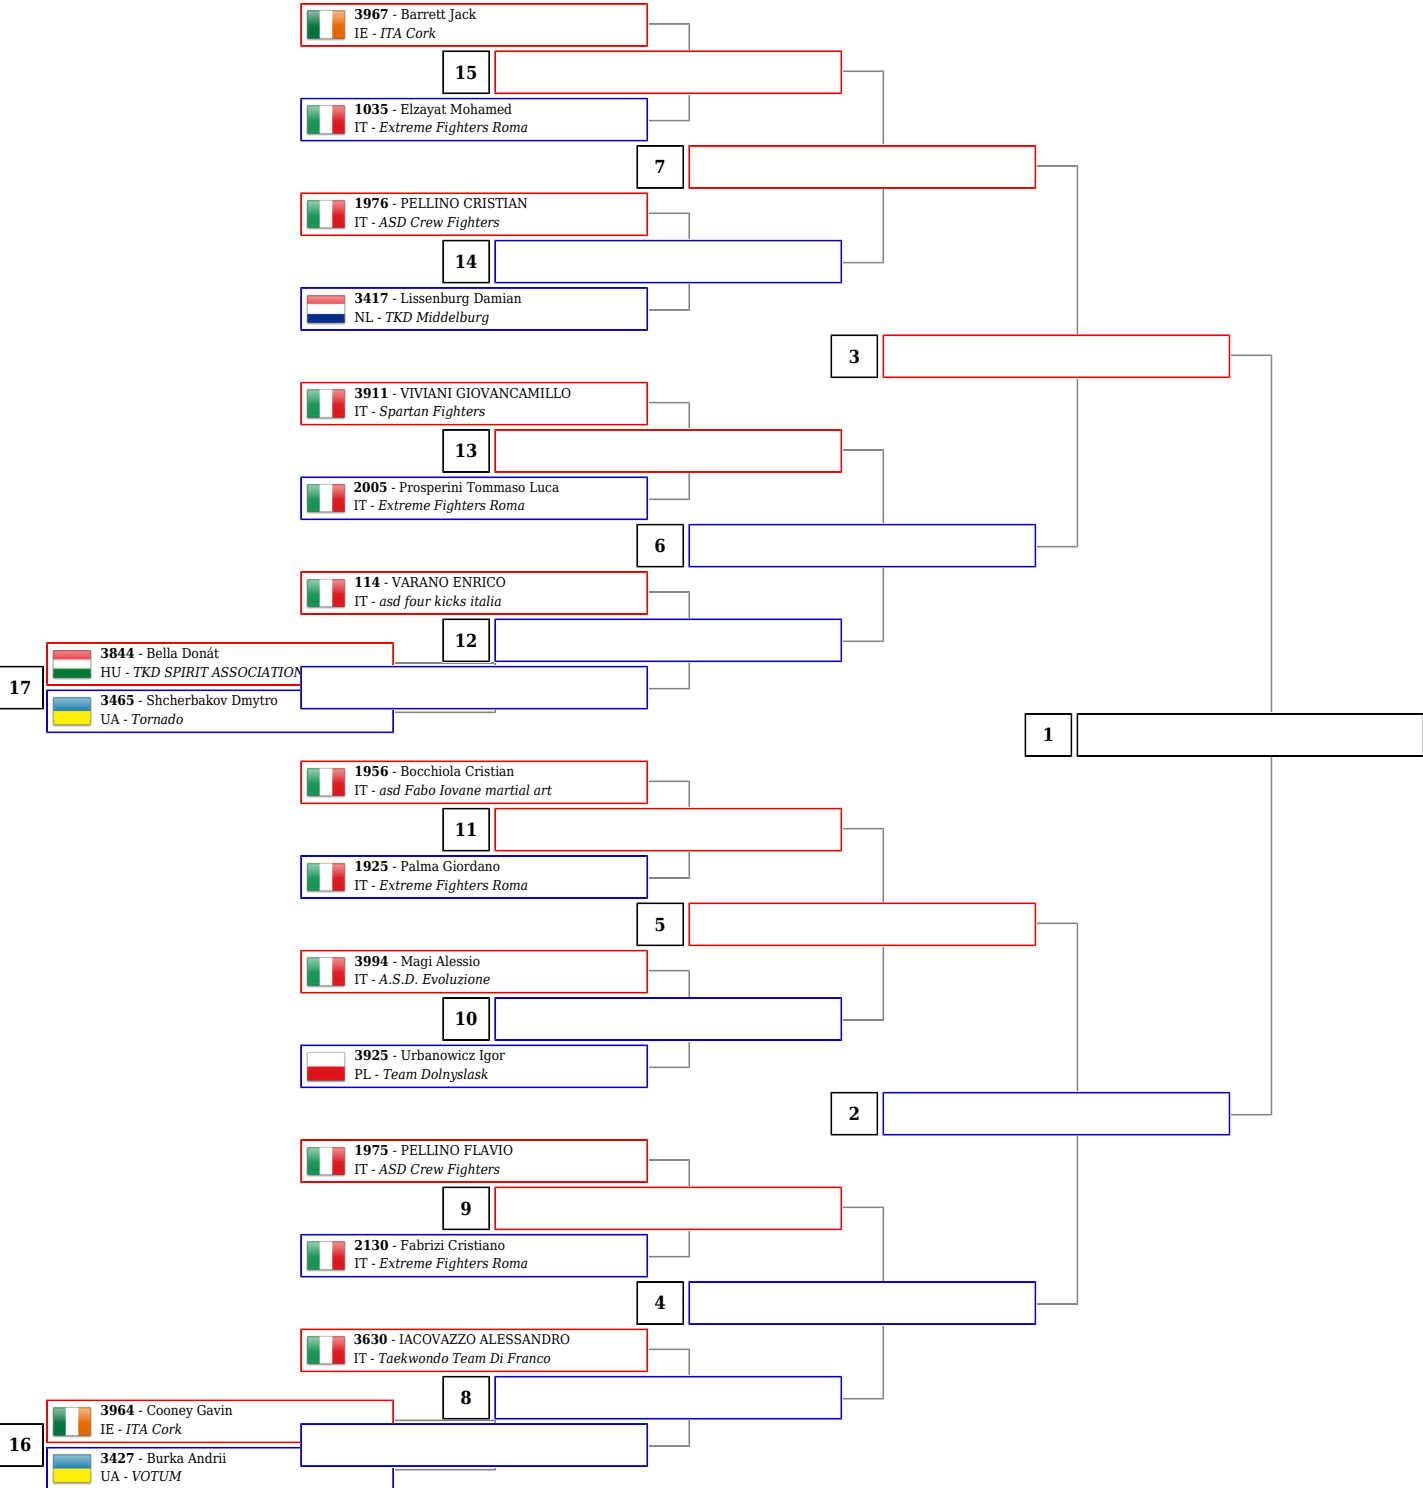 3967 - Barrett Jack
IE - ITA Cork
15
1035 - Elzayat Mohamed
IT - Extreme Fighters Roma
7
1976 - PELLINO CRISTIAN
IT - ASD Crew Fighters
14
3417 - Lissenburg Damian
NL - TKD Middelburg
3
3911 - VIVIANI GIOVANCAMILLO
IT - Spartan Fighters
13
2005 - Prosperini Tommaso Luca
IT - Extreme Fighters Roma
6
114 - VARANO ENRICO
IT - asd four kicks italia
12
3844 - Bella Donát
HU - TKD SPIRIT ASSOCIATION
17
3465 - Shcherbakov Dmytro
UA - Tornado
1
1956 - Bocchiola Cristian
IT - asd Fabo Iovane martial art
11
1925 - Palma Giordano
IT - Extreme Fighters Roma
5
3994 - Magi Alessio
IT - A.S.D. Evoluzione
10
3925 - Urbanowicz Igor
PL - Team Dolnyslask
2
1975 - PELLINO FLAVIO
IT - ASD Crew Fighters
9
2130 - Fabrizi Cristiano
IT - Extreme Fighters Roma
4
3630 - IACOVAZZO ALESSANDRO
IT - Taekwondo Team Di Franco
8
3964 - Cooney Gavin
IE - ITA Cork
16
3427 - Burka Andrii
UA - VOTUM